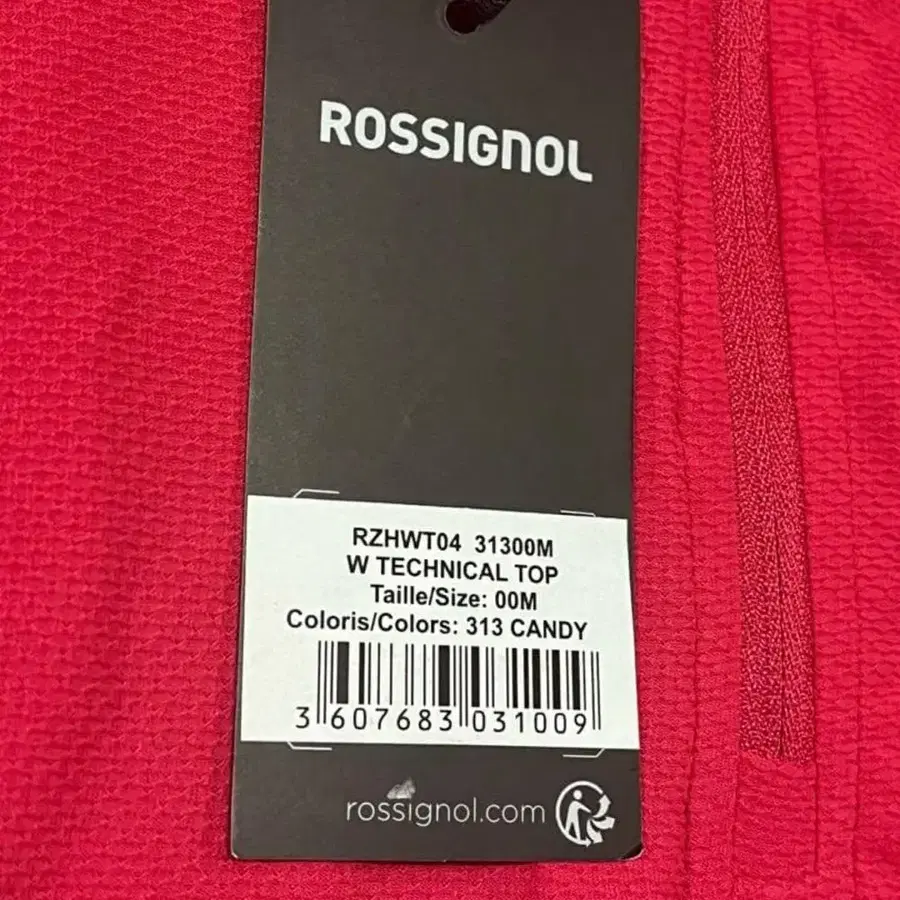 ROSSIGNOL
RZHWT04 31300M
W TECHNICAL TOP
Taille/Size: 00M
Coloris/Colors: 313 CANDY
3 607683 031009
rossignol.com